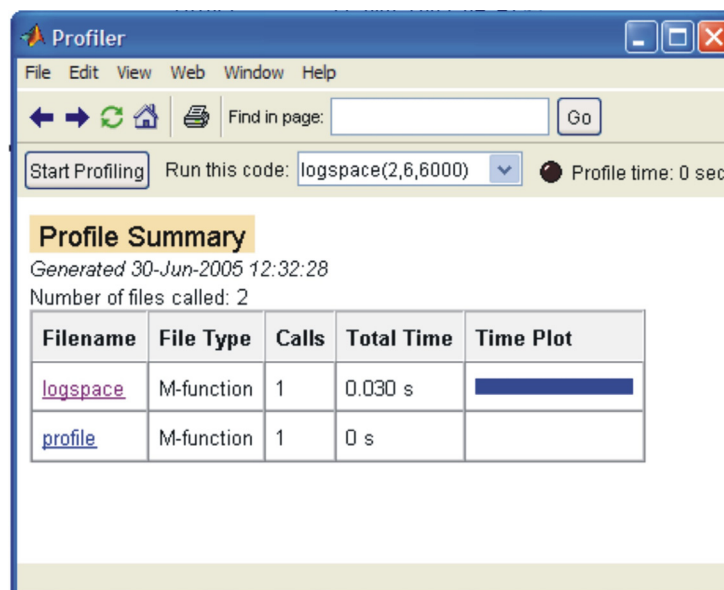 Profiler
File Edit View Web Window Help
Find in page: Go
Start Profiling Run this code: logspace(2,6,6000) Profile time: 0 sec
Profile Summary
Generated 30-Jun-2005 12:32:28
Number of files called: 2
Filename File Type Calls Total Time Time Plot
logspace M-function 1 0.030 s
profile M-function 1 0 s